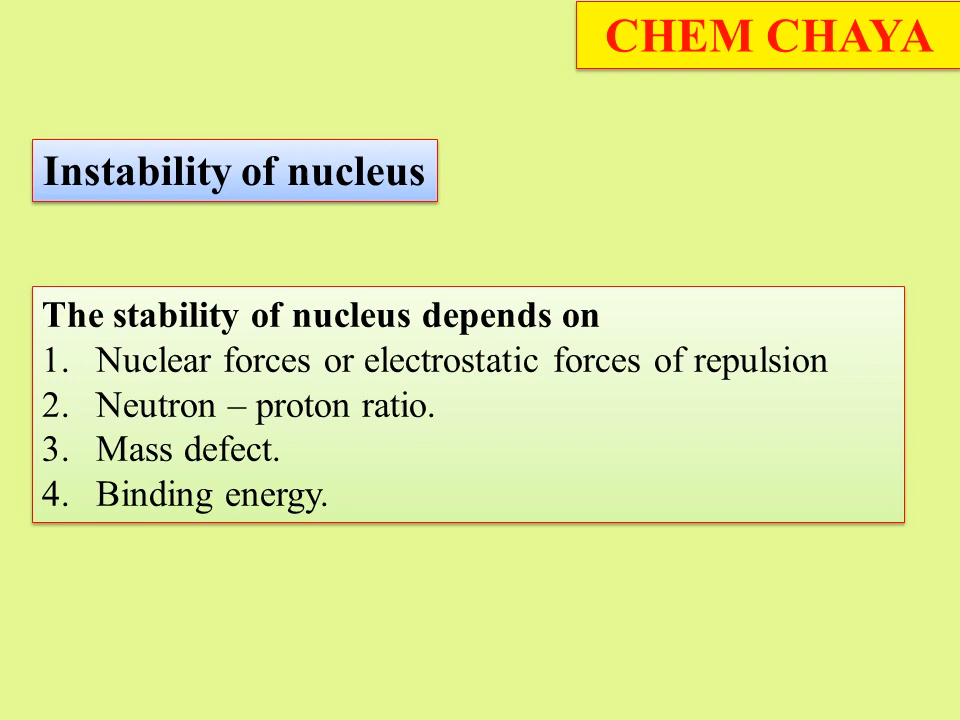 CHEM CHAYA
Instability of nucleus
The stability of nucleus depends on
1. Nuclear forces or electrostatic forces of repulsion
2. Neutron – proton ratio.
3. Mass defect.
4. Binding energy.